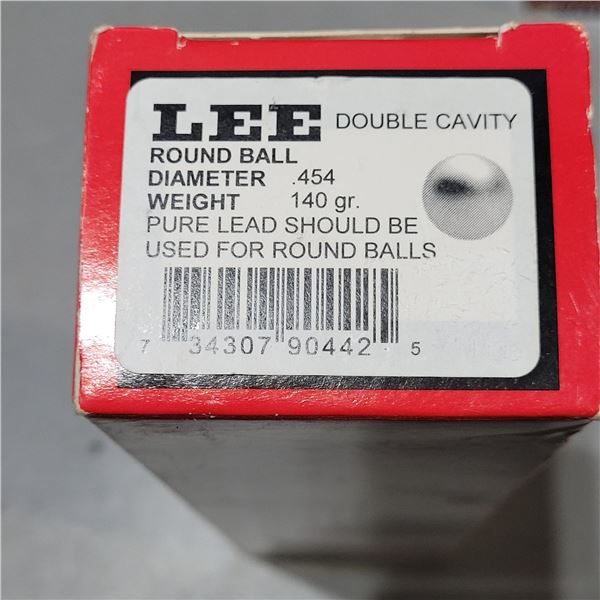 LEE DOUBLE CAVITY
ROUND BALL
DIAMETER .454
WEIGHT 140 gr.
PURE LEAD SHOULD BE
USED FOR ROUND BALLS
7 34307 90442 5